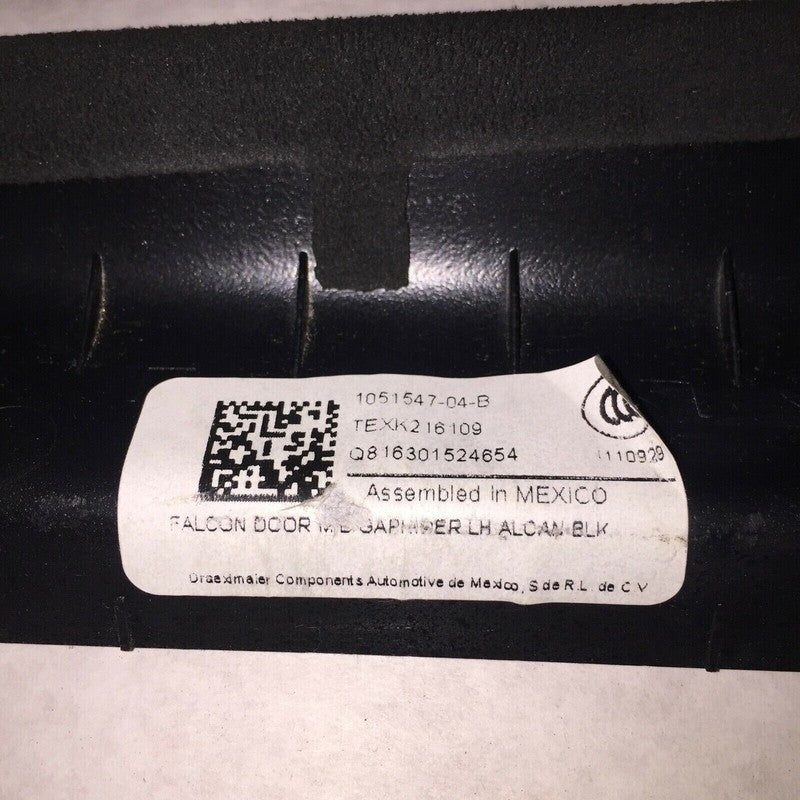 1051547-04-B
TEXK216109
Q816301524654
1110929
Assembled in MEXICO
FALCON DOOR LH ALCAN BLK
Draexlmaier Components Automotive de Mexico, S de R.L. de C.V